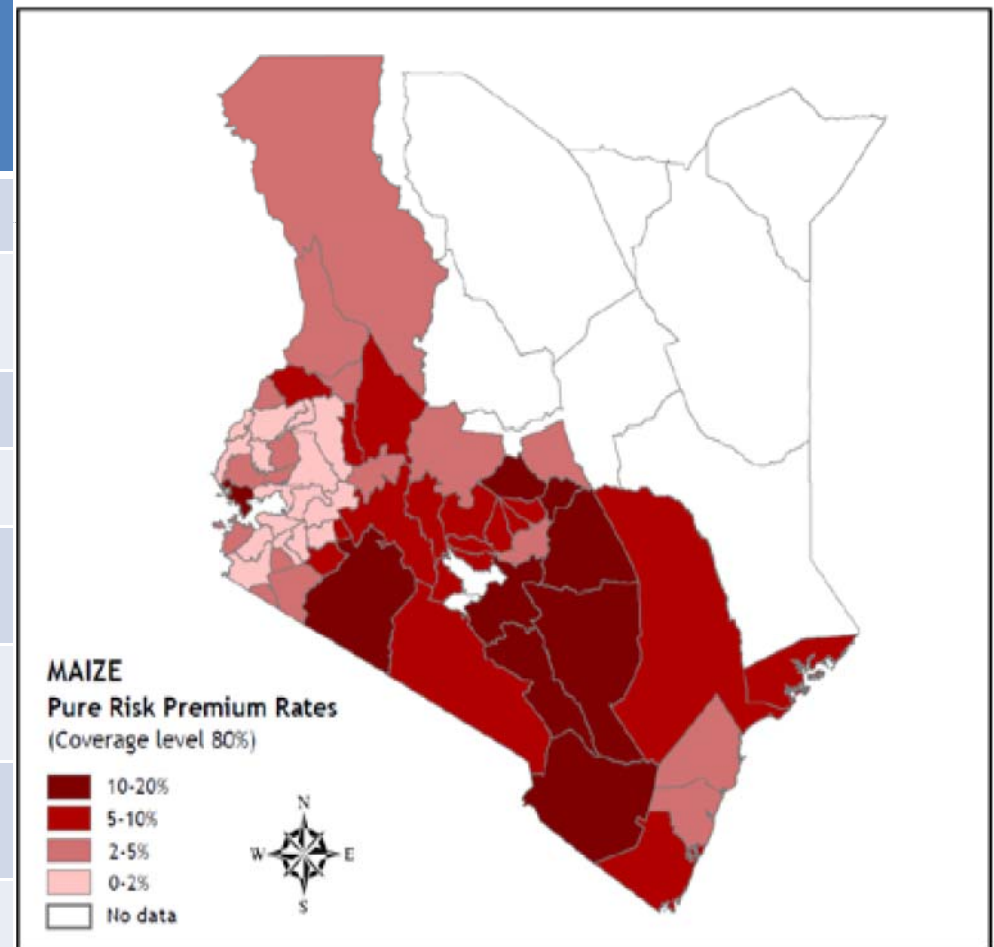 MAIZE
Pure Risk Premium Rates
(Coverage level 80%)
10-20%
5-10%
2-5%
0-2%
No data
N
W E
S